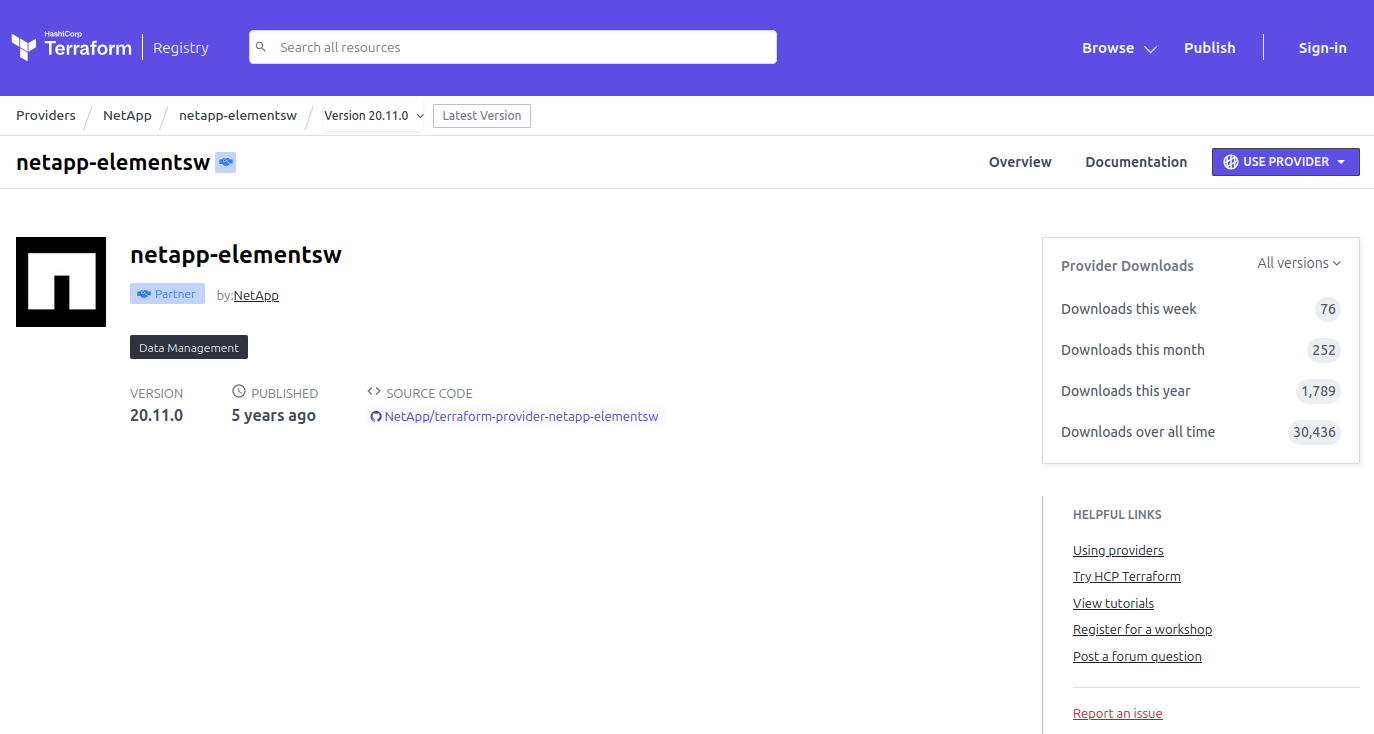 HashiCorp
Terraform
Registry
Search all resources
Browse
Publish
Sign-in
Providers
NetApp
netapp-elementsw
Version 20.11.0
Latest Version
netapp-elementsw
Overview
Documentation
USE PROVIDER
netapp-elementsw
Partner
by:NetApp
Data Management
VERSION
20.11.0
PUBLISHED
5 years ago
SOURCE CODE
NetApp/terraform-provider-netapp-elementsw
Provider Downloads
All versions
Downloads this week 76
Downloads this month 252
Downloads this year 1,789
Downloads over all time 30,436
HELPFUL LINKS
Using providers
Try HCP Terraform
View tutorials
Register for a workshop
Post a forum question
Report an issue